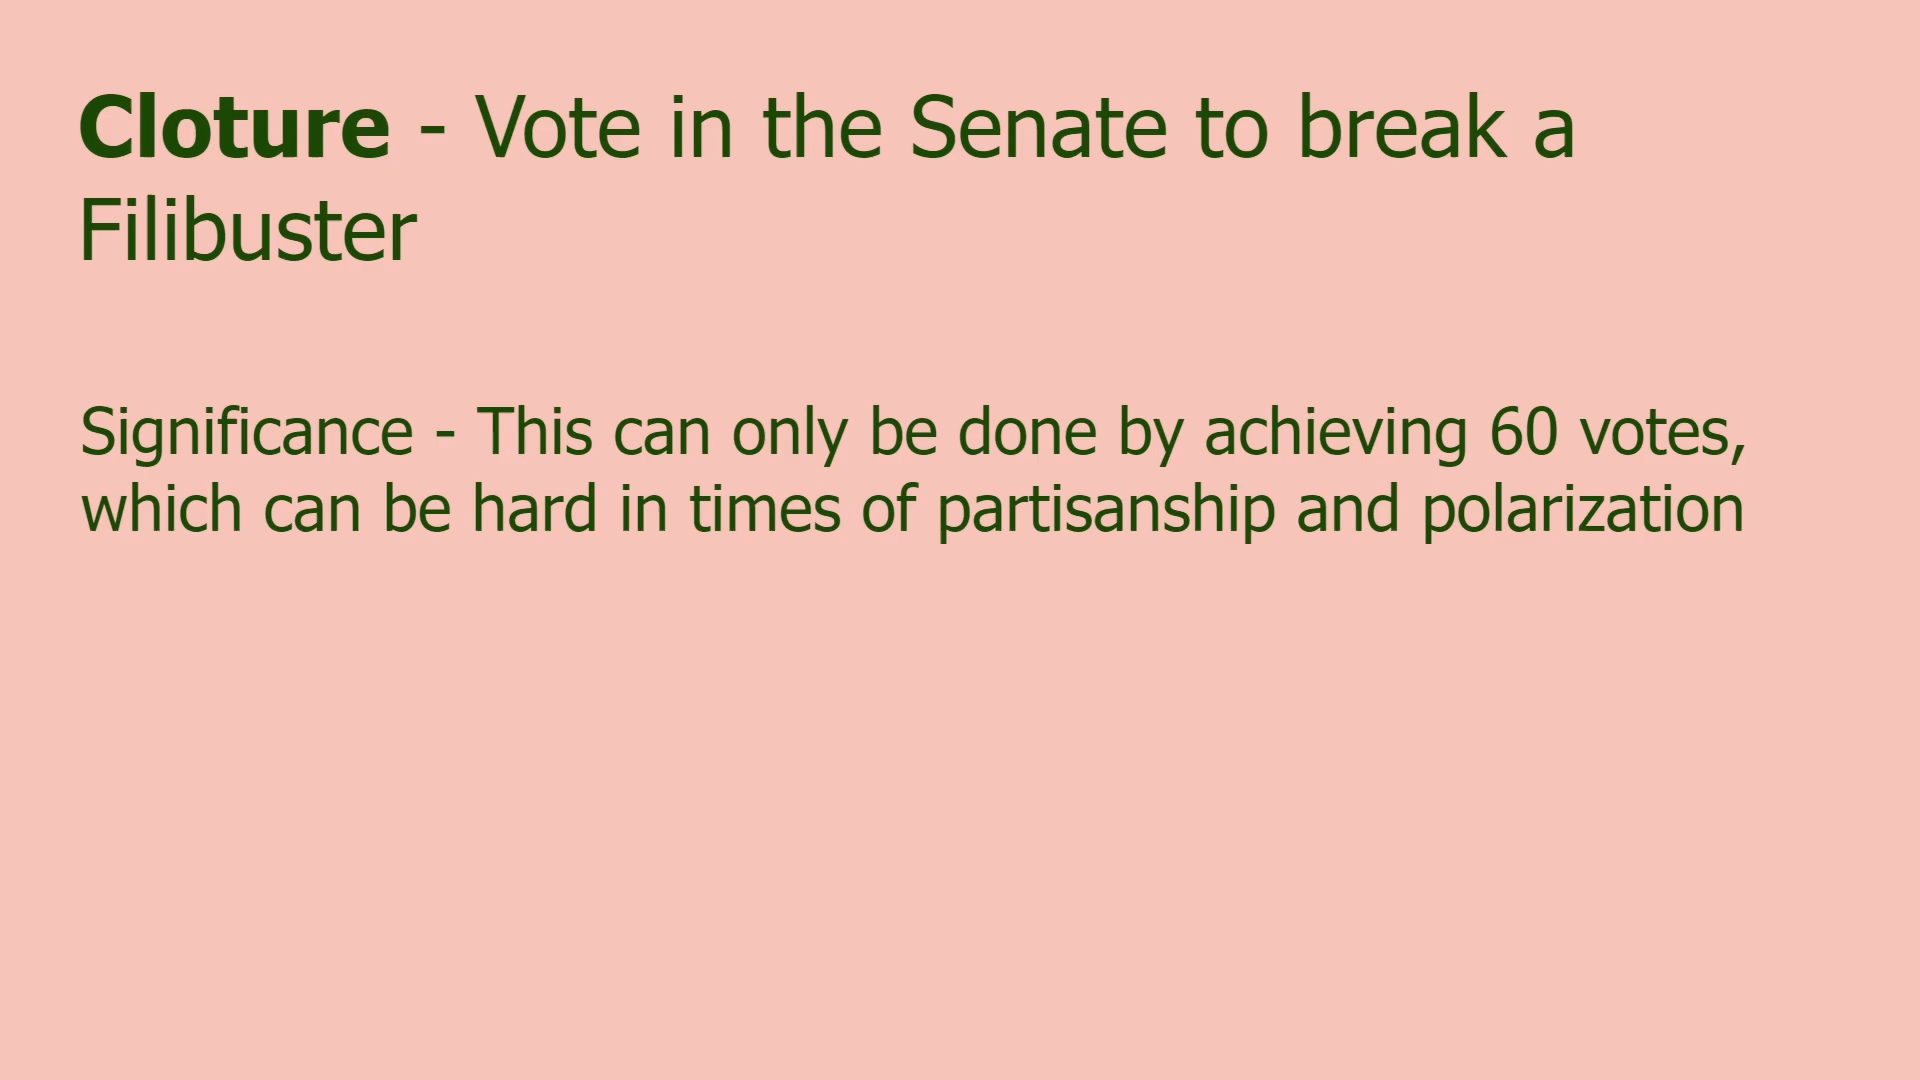 Cloture - Vote in the Senate to break a
Filibuster
Significance - This can only be done by achieving 60 votes,
which can be hard in times of partisanship and polarization